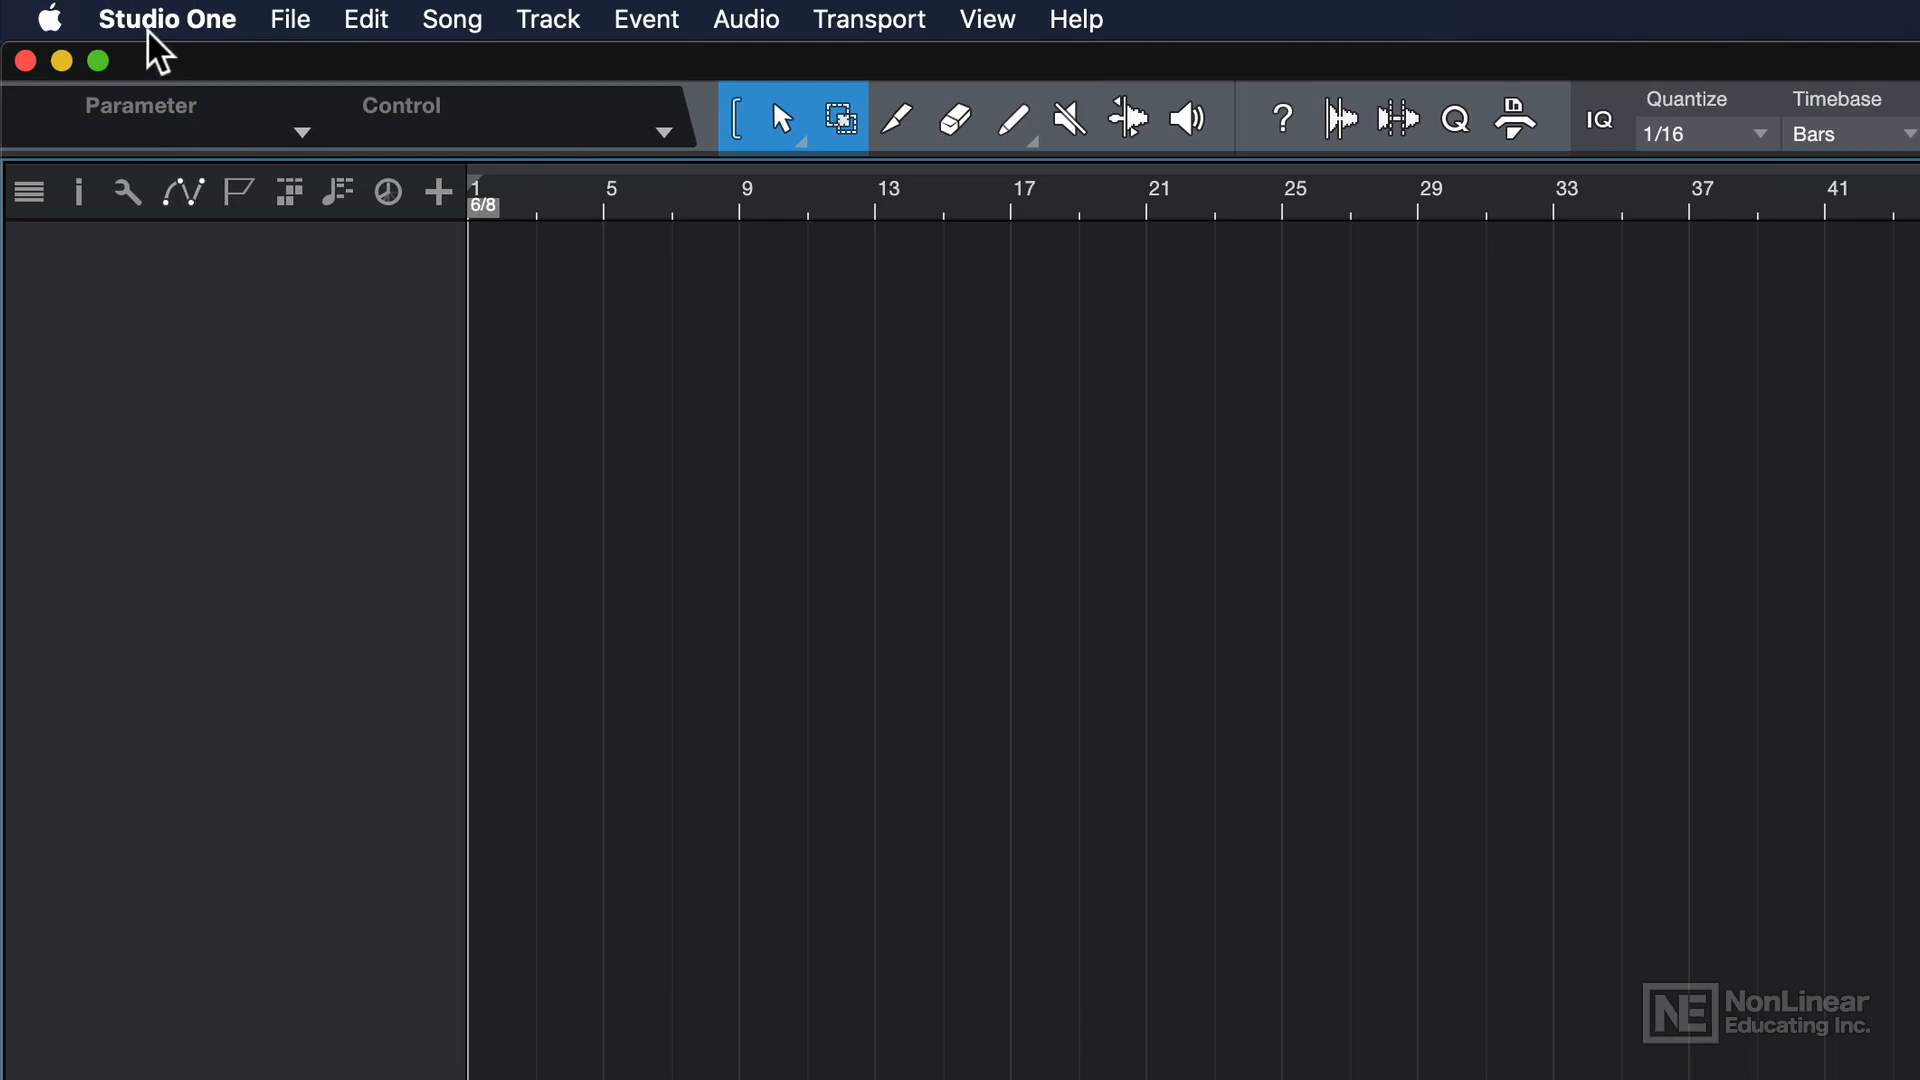 Studio One File Edit Song Track Event Audio Transport View Help
Parameter Control
? Q IQ
Quantize Timebase
1/16 Bars
i
1 5 9 13 17 21 25 29 33 37 41
6/8
NE NonLinear
Educating Inc.